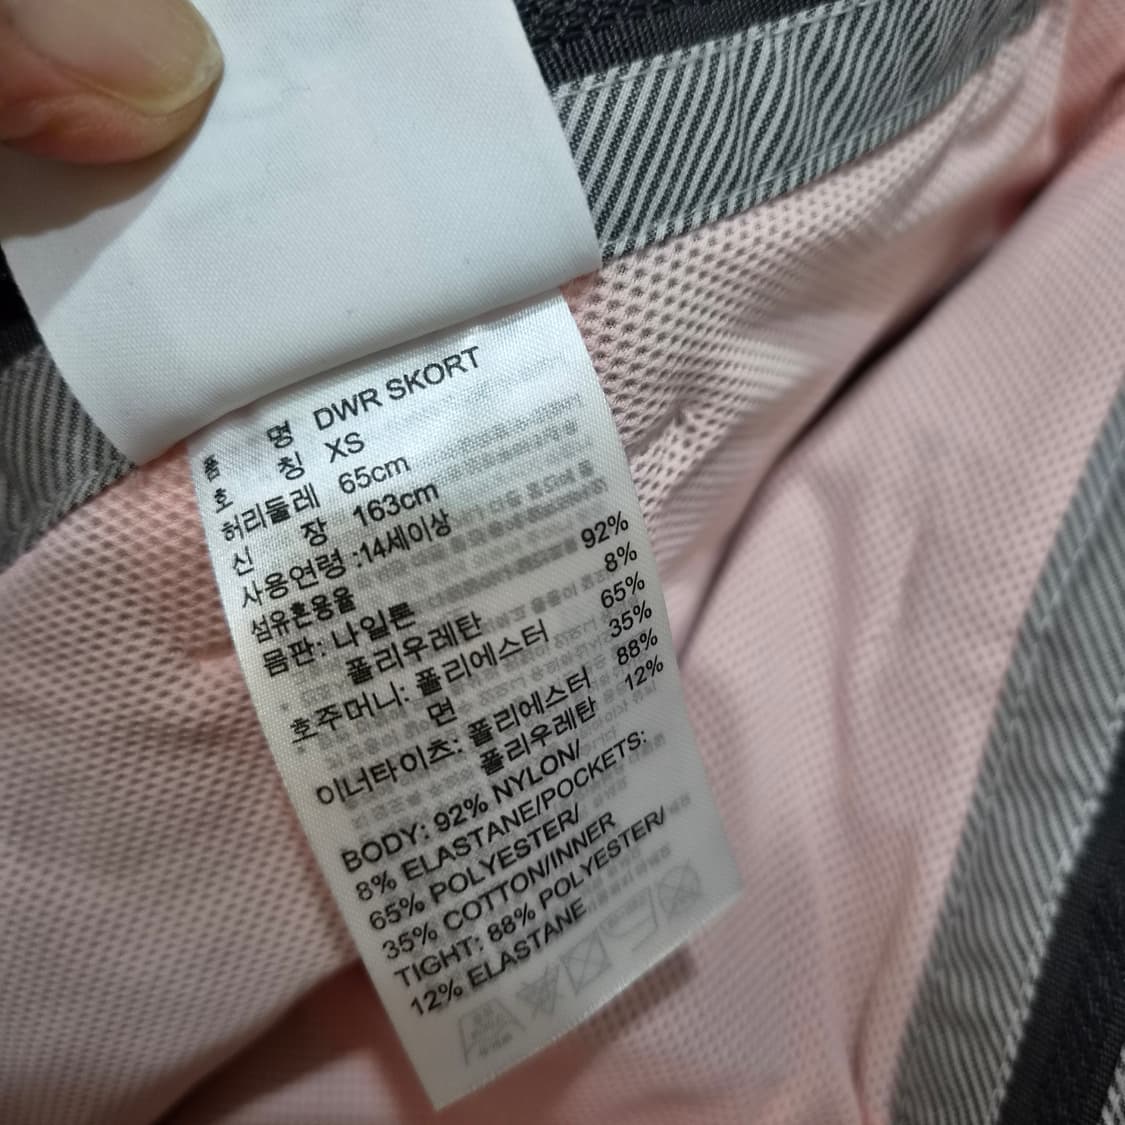 품 명 DWR SKORT
호 칭 XS
허리둘레 65cm
신 장 163cm
사용연령 :14세이상
섬유혼용율
몸판: 나일론 92%
폴리우레탄 8%
호주머니: 폴리에스터 65%
면 35%
이너타이츠: 폴리에스터 88%
폴리우레탄 12%
BODY: 92% NYLON/
8% ELASTANE/POCKETS:
65% POLYESTER/
35% COTTON/INNER
TIGHT: 88% POLYESTER/
12% ELASTANE